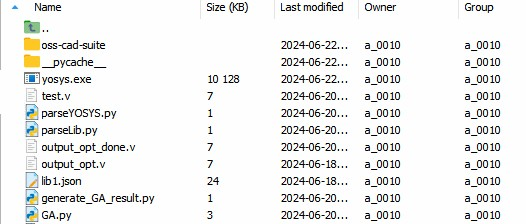 Name Size (KB) Last modified Owner Group
..
oss-cad-suite 2024-06-22... a_0010 a_0010
__pycache__ 2024-06-22... a_0010 a_0010
yosys.exe 10 128 2024-06-22... a_0010 a_0010
test.v 7 2024-06-20... a_0010 a_0010
parseYOSYS.py 1 2024-06-20... a_0010 a_0010
parseLib.py 1 2024-06-20... a_0010 a_0010
output_opt_done.v 7 2024-06-20... a_0010 a_0010
output_opt.v 7 2024-06-18... a_0010 a_0010
lib1.json 24 2024-06-18... a_0010 a_0010
generate_GA_result.py 1 2024-06-20... a_0010 a_0010
GA.py 3 2024-06-20... a_0010 a_0010